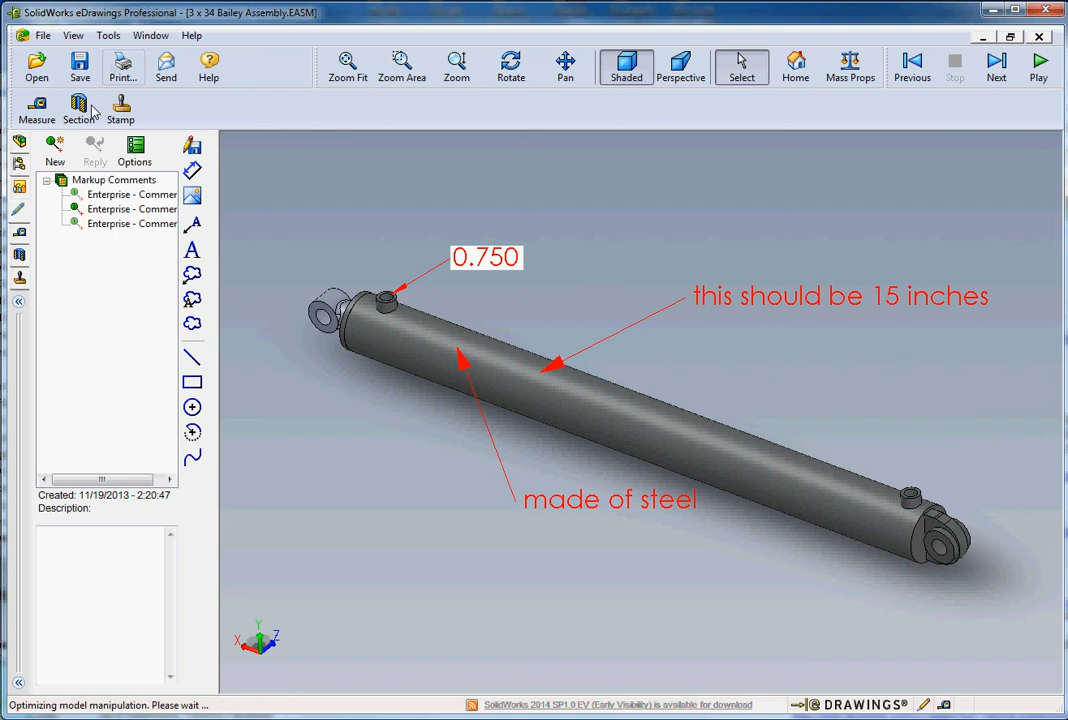 SolidWorks eDrawings Professional - [3 x 34 Bailey Assembly.EASM]
File View Tools Window Help
Open Save Print... Send Help Zoom Fit Zoom Area Zoom Rotate Pan Shaded Perspective Select Home Mass Props Previous Stop Next Play
Measure Section Stamp
New Reply Options
Markup Comments
Enterprise - Commer
Enterprise - Commer
Enterprise - Commer
0.750
this should be 15 inches
made of steel
Created: 11/19/2013 - 2:20:47
Description:
Y
X
Z
Optimizing model manipulation. Please wait ...
SolidWorks 2014 SP1.0 EV (Early Visibility) is available for download
e DRAWINGS®